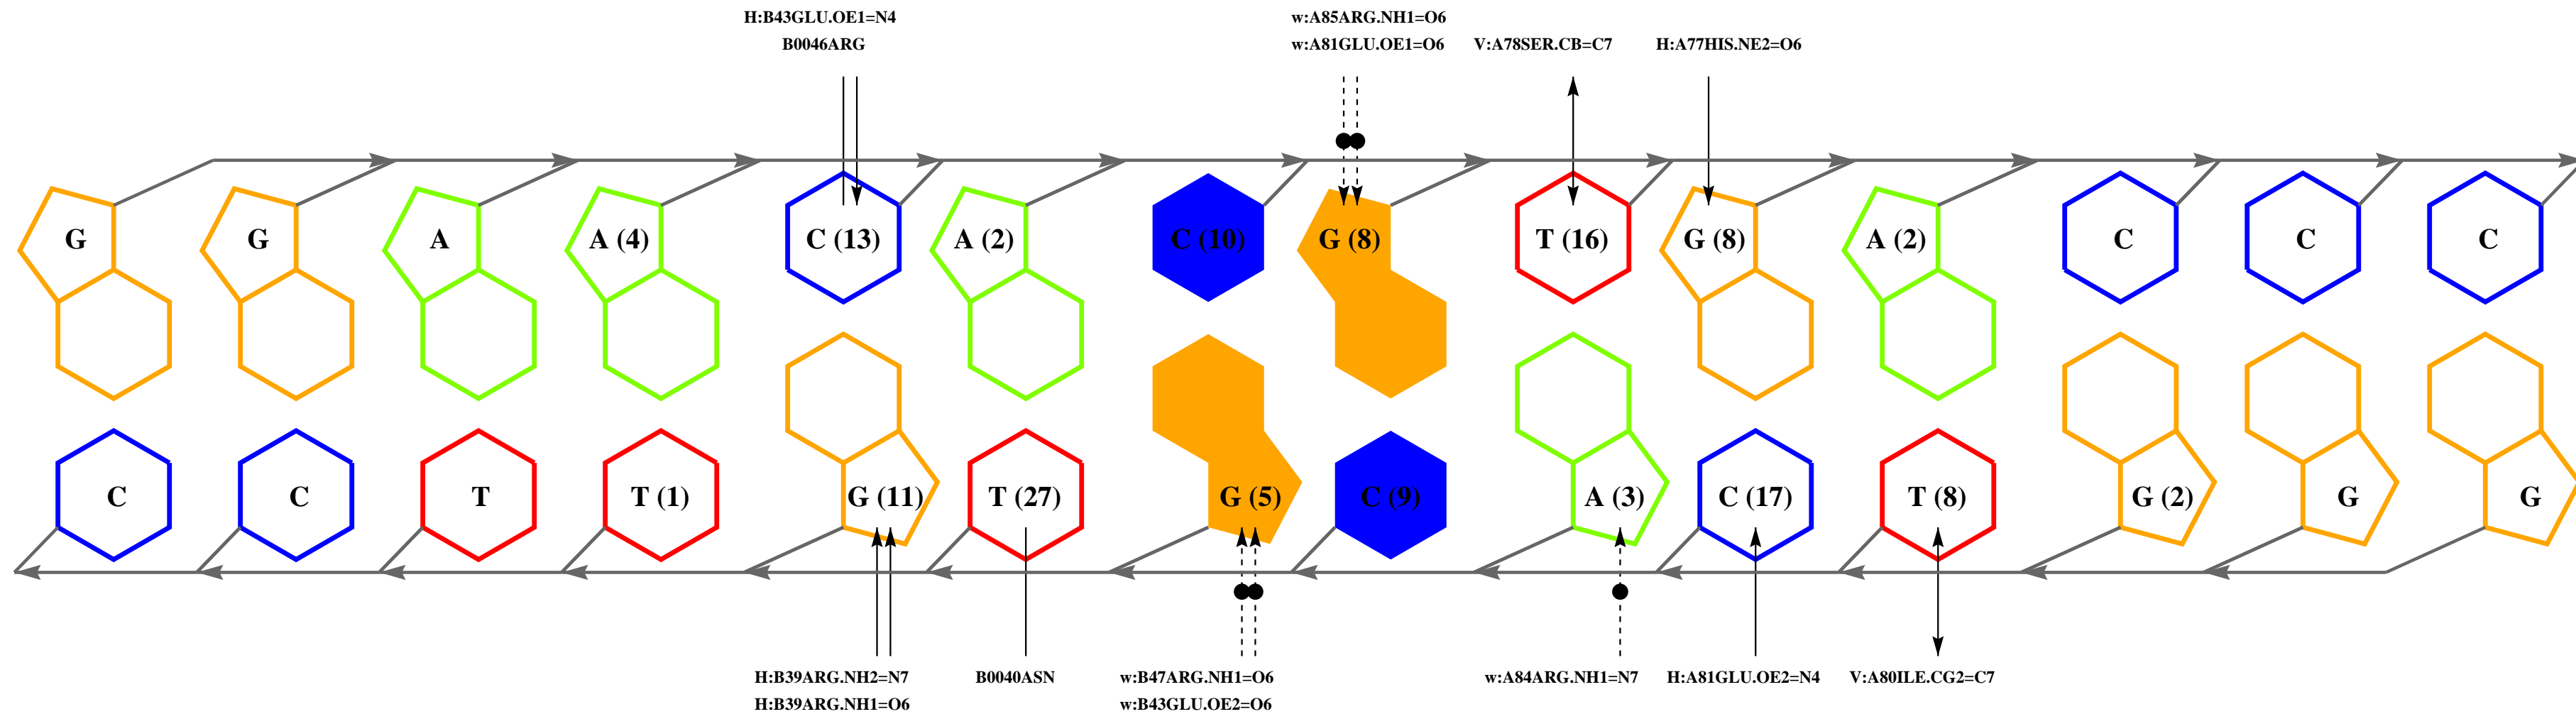 H:B43GLU.OE1=N4 w:A85ARG.NH1=O6
B0046ARG w:A81GLU.OE1=O6 V:A78SER.CB=C7 H:A77HIS.NE2=O6
G G A A (4) C (13) A (2) C (10) G (8) T (16) G (8) A (2) C C C
C C T T (1) G (11) T (27) G (5) C (9) A (3) C (17) T (8) G (2) G G
H:B39ARG.NH2=N7 B0040ASN w:B47ARG.NH1=O6 w:A84ARG.NH1=N7 H:A81GLU.OE2=N4 V:A80ILE.CG2=C7
H:B39ARG.NH1=O6 w:B43GLU.OE2=O6